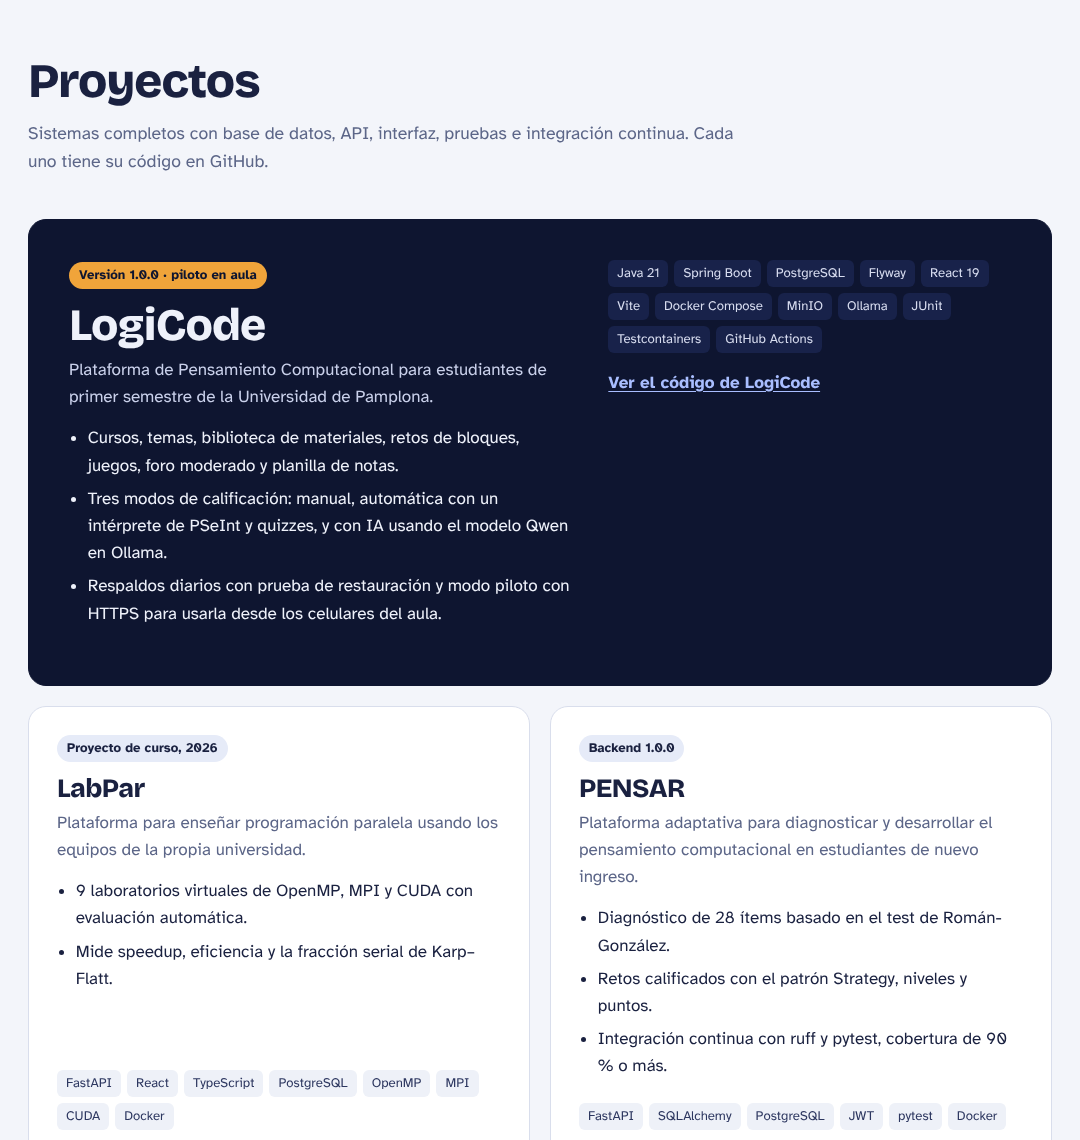 Proyectos
Sistemas completos con base de datos, API, interfaz, pruebas e integración continua. Cada
uno tiene su código en GitHub.
Versión 1.0.0 · piloto en aula
LogiCode
Plataforma de Pensamiento Computacional para estudiantes de
primer semestre de la Universidad de Pamplona.
• Cursos, temas, biblioteca de materiales, retos de bloques,
juegos, foro moderado y planilla de notas.
• Tres modos de calificación: manual, automática con un
intérprete de PSeInt y quizzes, y con IA usando el modelo Qwen
en Ollama.
• Respaldos diarios con prueba de restauración y modo piloto con
HTTPS para usarla desde los celulares del aula.
Java 21 Spring Boot PostgreSQL Flyway React 19
Vite Docker Compose MinIO Ollama JUnit
Testcontainers GitHub Actions
Ver el código de LogiCode
Proyecto de curso, 2026
LabPar
Plataforma para enseñar programación paralela usando los
equipos de la propia universidad.
• 9 laboratorios virtuales de OpenMP, MPI y CUDA con
evaluación automática.
• Mide speedup, eficiencia y la fracción serial de Karp–
Flatt.
FastAPI React TypeScript PostgreSQL OpenMP MPI
CUDA Docker
Backend 1.0.0
PENSAR
Plataforma adaptativa para diagnosticar y desarrollar el
pensamiento computacional en estudiantes de nuevo
ingreso.
• Diagnóstico de 28 ítems basado en el test de Román-
González.
• Retos calificados con el patrón Strategy, niveles y
puntos.
• Integración continua con ruff y pytest, cobertura de 90
% o más.
FastAPI SQLAlchemy PostgreSQL JWT pytest Docker